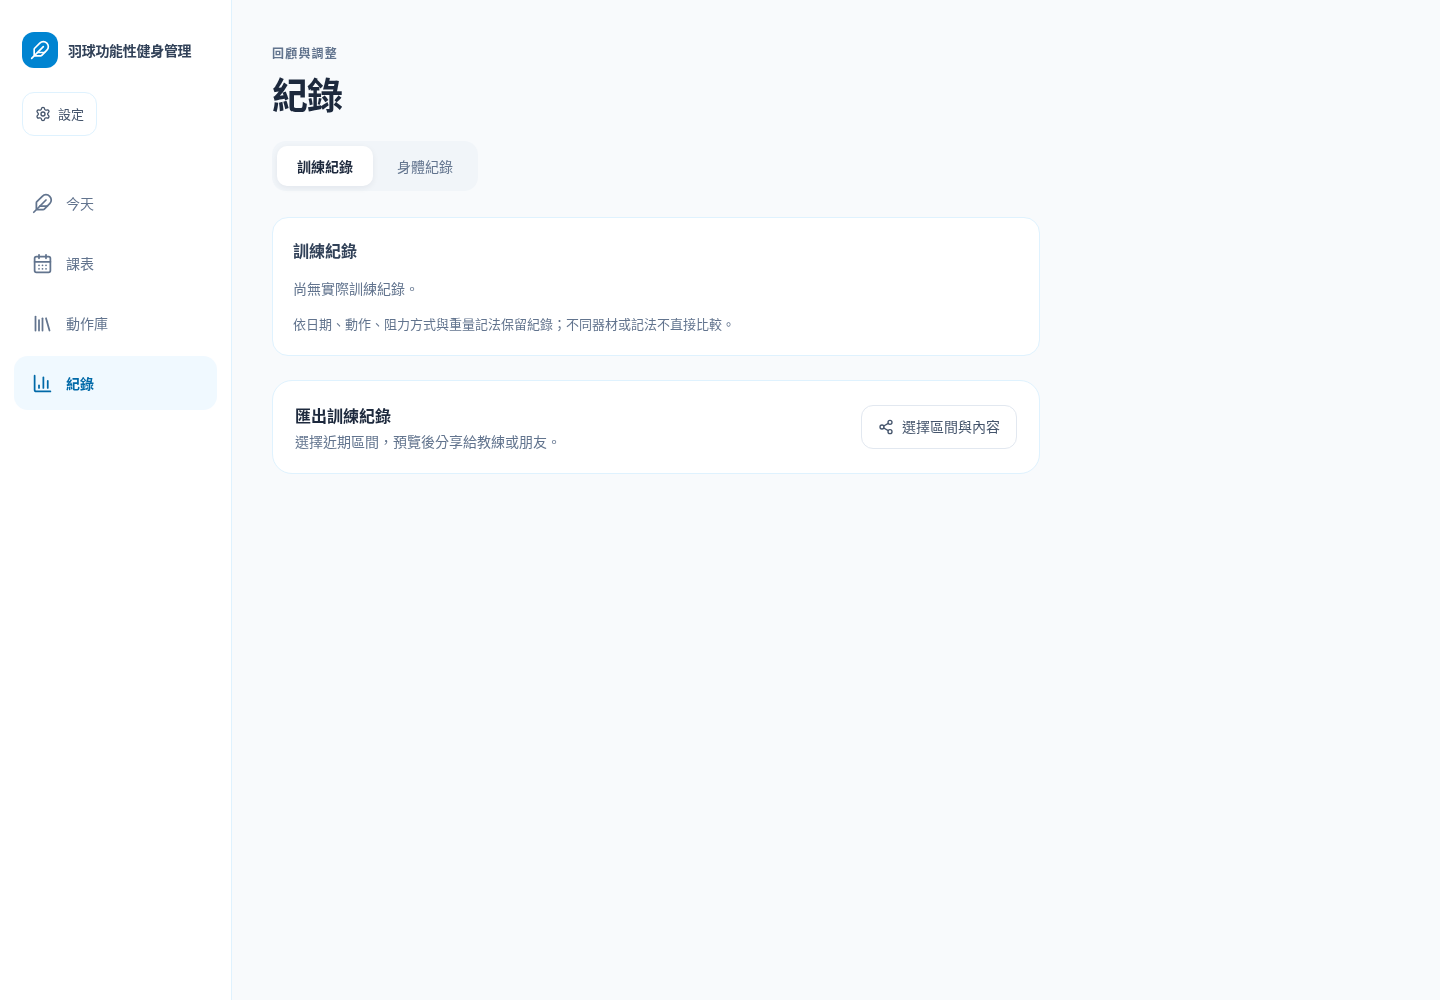 羽球功能性健身管理
設定
今天
課表
動作庫
紀錄
回顧與調整
紀錄
訓練紀錄
身體紀錄
訓練紀錄
尚無實際訓練紀錄。
依日期、動作、阻力方式與重量記法保留紀錄；不同器材或記法不直接比較。
匯出訓練紀錄
選擇近期區間，預覽後分享給教練或朋友。
選擇區間與內容